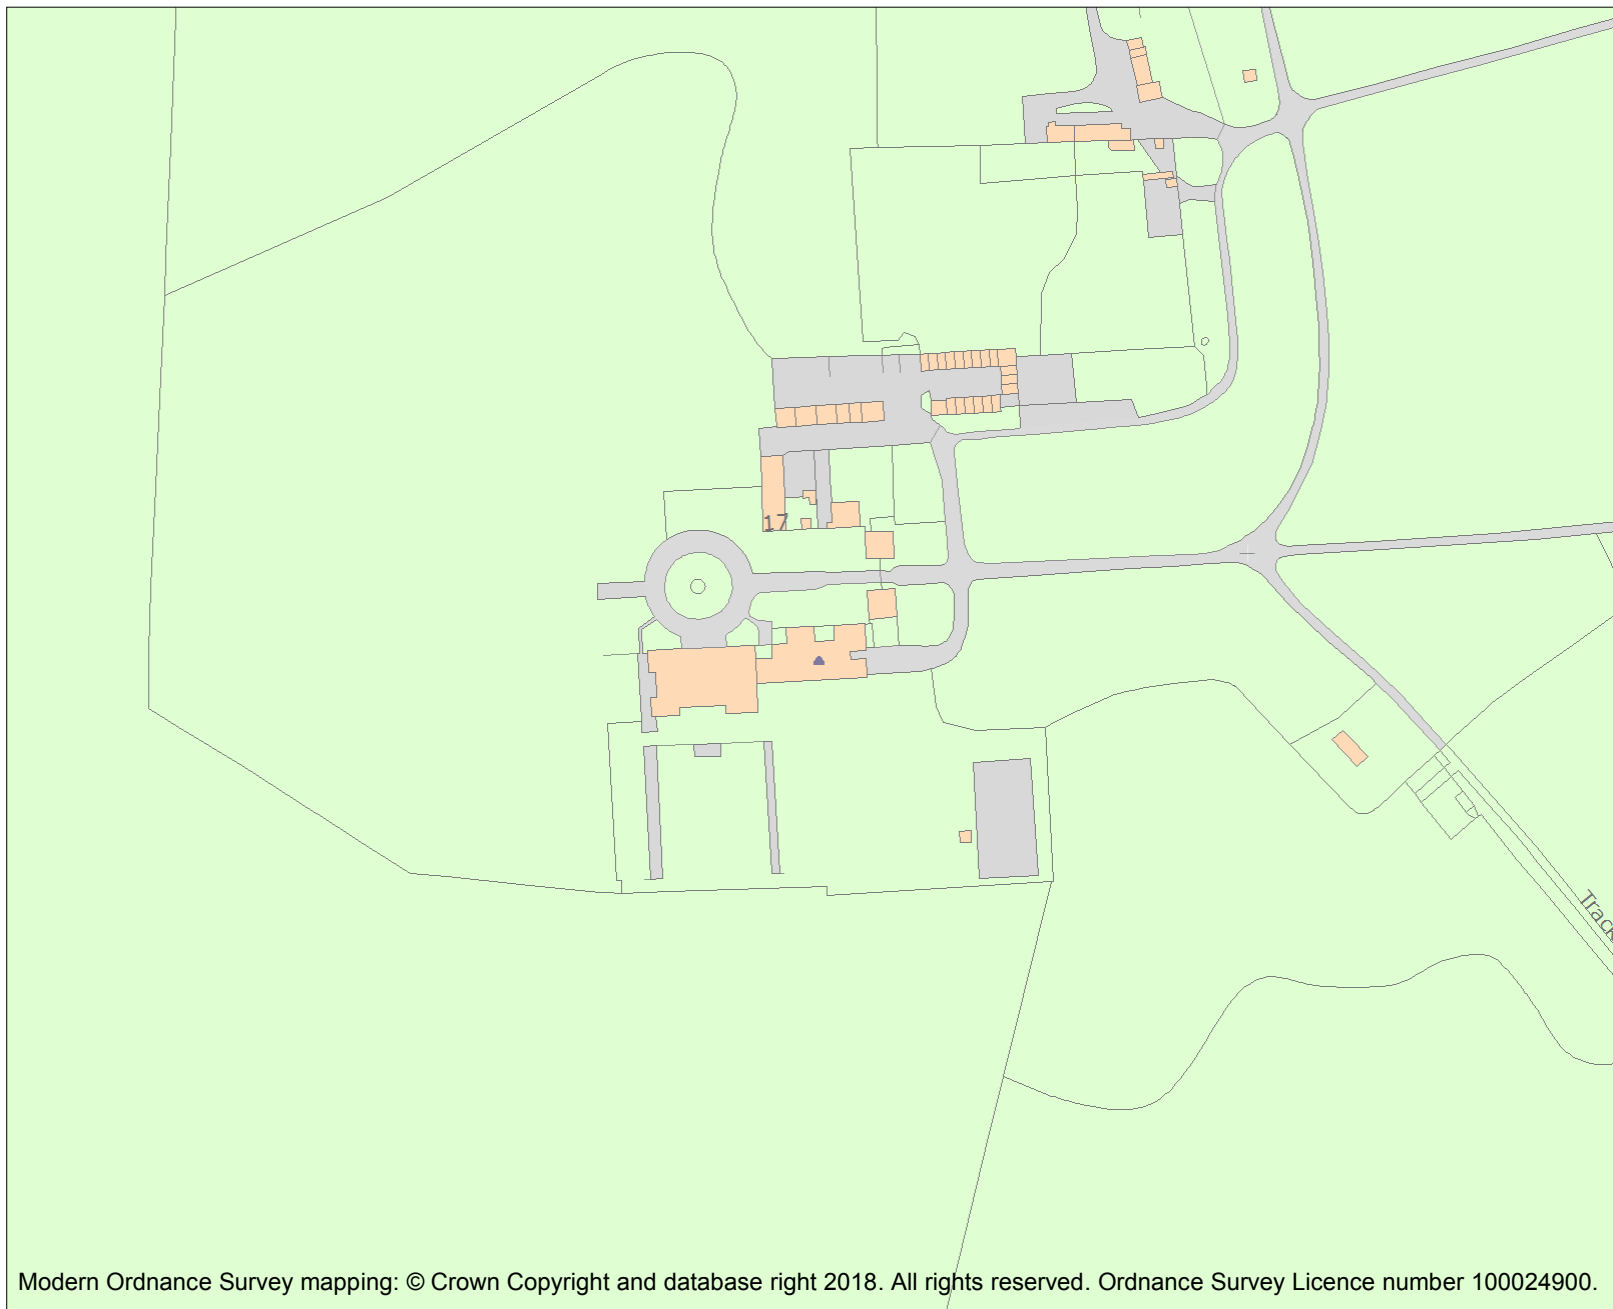 17
Track
Modern Ordnance Survey mapping: © Crown Copyright and database right 2018. All rights reserved. Ordnance Survey Licence number 100024900.